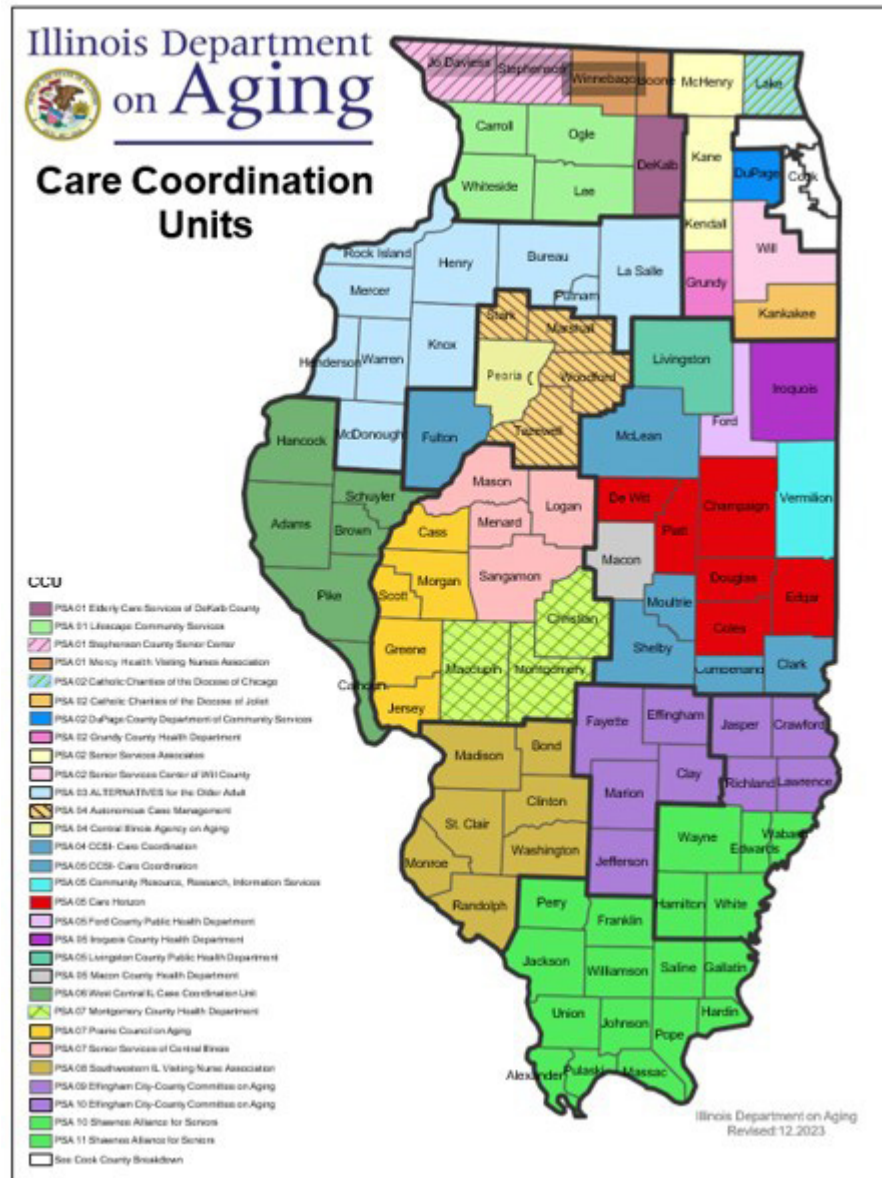 Illinois Department
on Aging
Care Coordination
Units
Jo Daviess
Stephenson
Winnebago
Boone
McHenry
Lake
Carroll
Ogle
DeKalb
Kane
DuPage
Cook
Whiteside
Lee
Kendall
Will
Rock Island
Henry
Bureau
La Salle
Grundy
Putnam
Mercer
Kankakee
Stark
Marshall
Knox
Henderson
Warren
Livingston
Peoria (
Woodford
Iroquois
Ford
McDonough
Fulton
Tazewell
McLean
Hancock
Mason
Logan
De Wit
Champaign
Vermilion
Schuyler
Adams
Brown
Cass
Menard
Piatt
Macon
Sangamon
Morgan
Scott
Douglas
Edgar
Pike
Moultrie
Christian
Coles
Shelby
Greene
Macoupin
Montgomery
Cumberland
Clark
Calhoun
Jersey
Fayette
Effingham
Jasper
Crawford
Madison
Bond
Clay
Richland
Lawrence
Marion
Clinton
St. Clair
Wayne
Wabash
Edwards
Washington
Jefferson
Monroe
Randolph
Perry
Hamilton
White
Franklin
Jackson
Williamson
Saline
Gallatin
Union
Johnson
Pope
Hardin
Alexander
Pulaski
Massac
CCU
PSA 01 Elderly Care Services of DeKalb County
PSA 01 Lifescape Community Services
PSA 01 Stephenson County Senior Center
PSA 01 Mercy Health Visiting Nurses Association
PSA 02 Catholic Charities of the Diocese of Chicago
PSA 02 Catholic Charities of the Diocese of Joliet
PSA 02 DuPage County Department of Community Services
PSA 02 Grundy County Health Department
PSA 02 Senior Services Associates
PSA 02 Senior Services Center of Will County
PSA 03 ALTERNATIVES for the Older Adult
PSA 04 Autonomous Case Management
PSA 04 Central Illinois Agency on Aging
PSA 04 CCSI- Care Coordination
PSA 05 CCSI- Care Coordination
PSA 05 Community Resource, Research, Information Services
PSA 05 Care Horizon
PSA 05 Ford County Public Health Department
PSA 05 Iroquois County Health Department
PSA 05 Livingston County Public Health Department
PSA 05 Macon County Health Department
PSA 06 West Central IL Case Coordination Unit
PSA 07 Montgomery County Health Department
PSA 07 Prairie Council on Aging
PSA 07 Senior Services of Central Illinois
PSA 08 Southwestern IL Visiting Nurse Association
PSA 09 Effingham City-County Committee on Aging
PSA 10 Effingham City-County Committee on Aging
PSA 10 Shawnee Alliance for Seniors
PSA 11 Shawnee Alliance for Seniors
See Cook County Breakdown
Illinois Department on Aging
Revised:12.2023